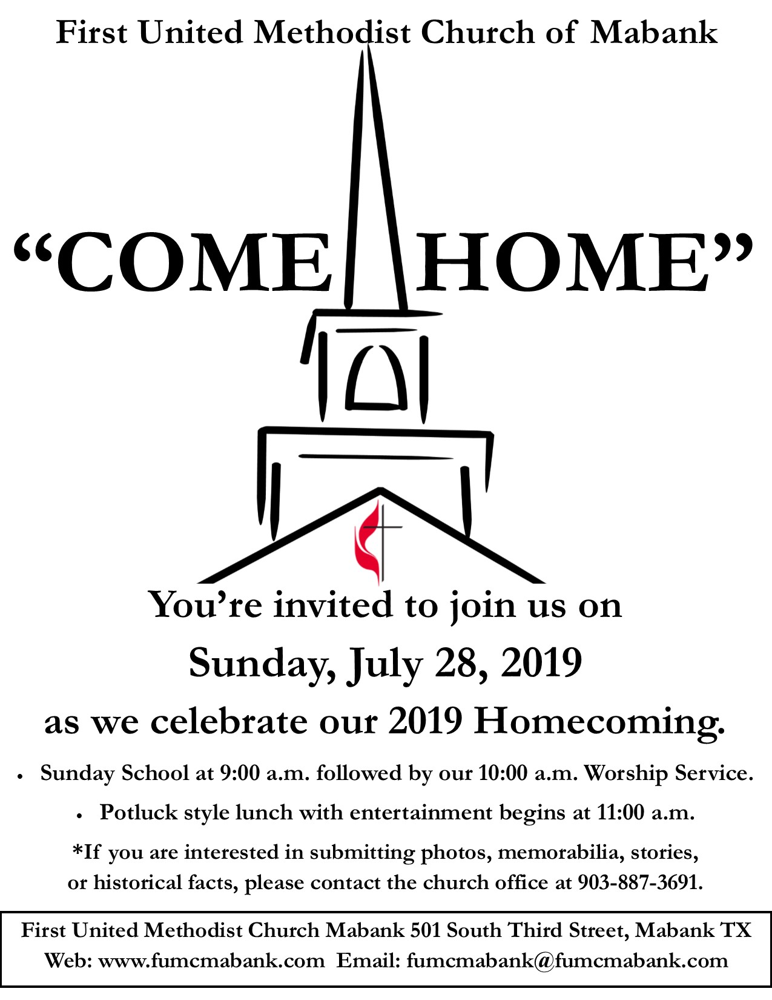 First United Methodist Church of Mabank
“COME HOME”
You’re invited to join us on
Sunday, July 28, 2019
as we celebrate our 2019 Homecoming.
• Sunday School at 9:00 a.m. followed by our 10:00 a.m. Worship Service.
• Potluck style lunch with entertainment begins at 11:00 a.m.
*If you are interested in submitting photos, memorabilia, stories,
or historical facts, please contact the church office at 903-887-3691.
First United Methodist Church Mabank 501 South Third Street, Mabank TX
Web: www.fumcmabank.com Email: fumcmabank@fumcmabank.com